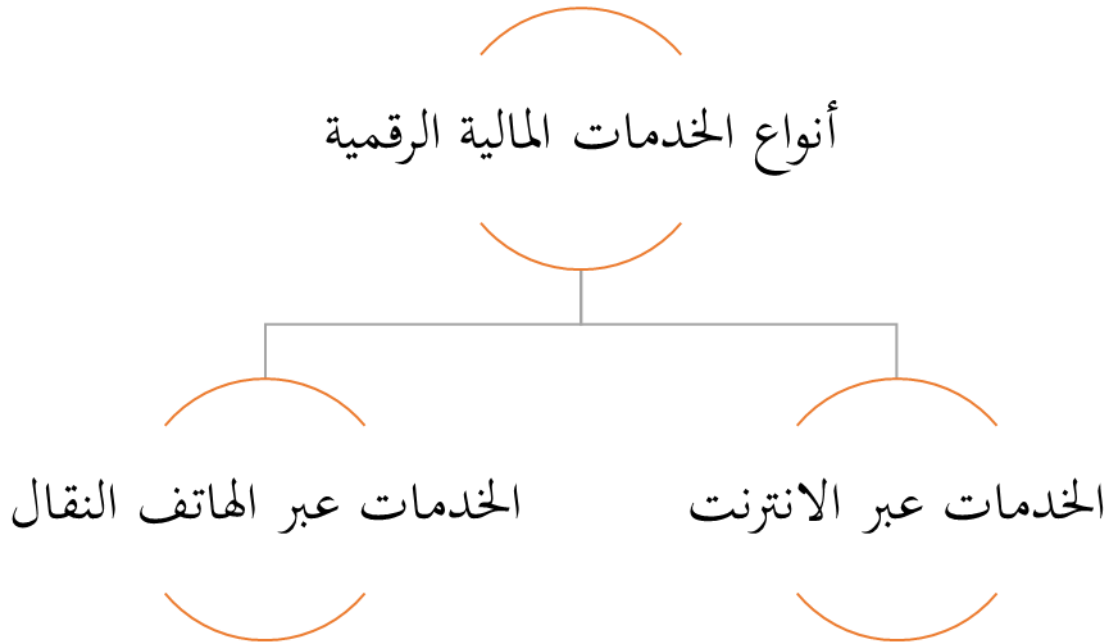 أنواع الخدمات المالية الرقمية
الخدمات عبر الانترنت
الخدمات عبر الهاتف النقال